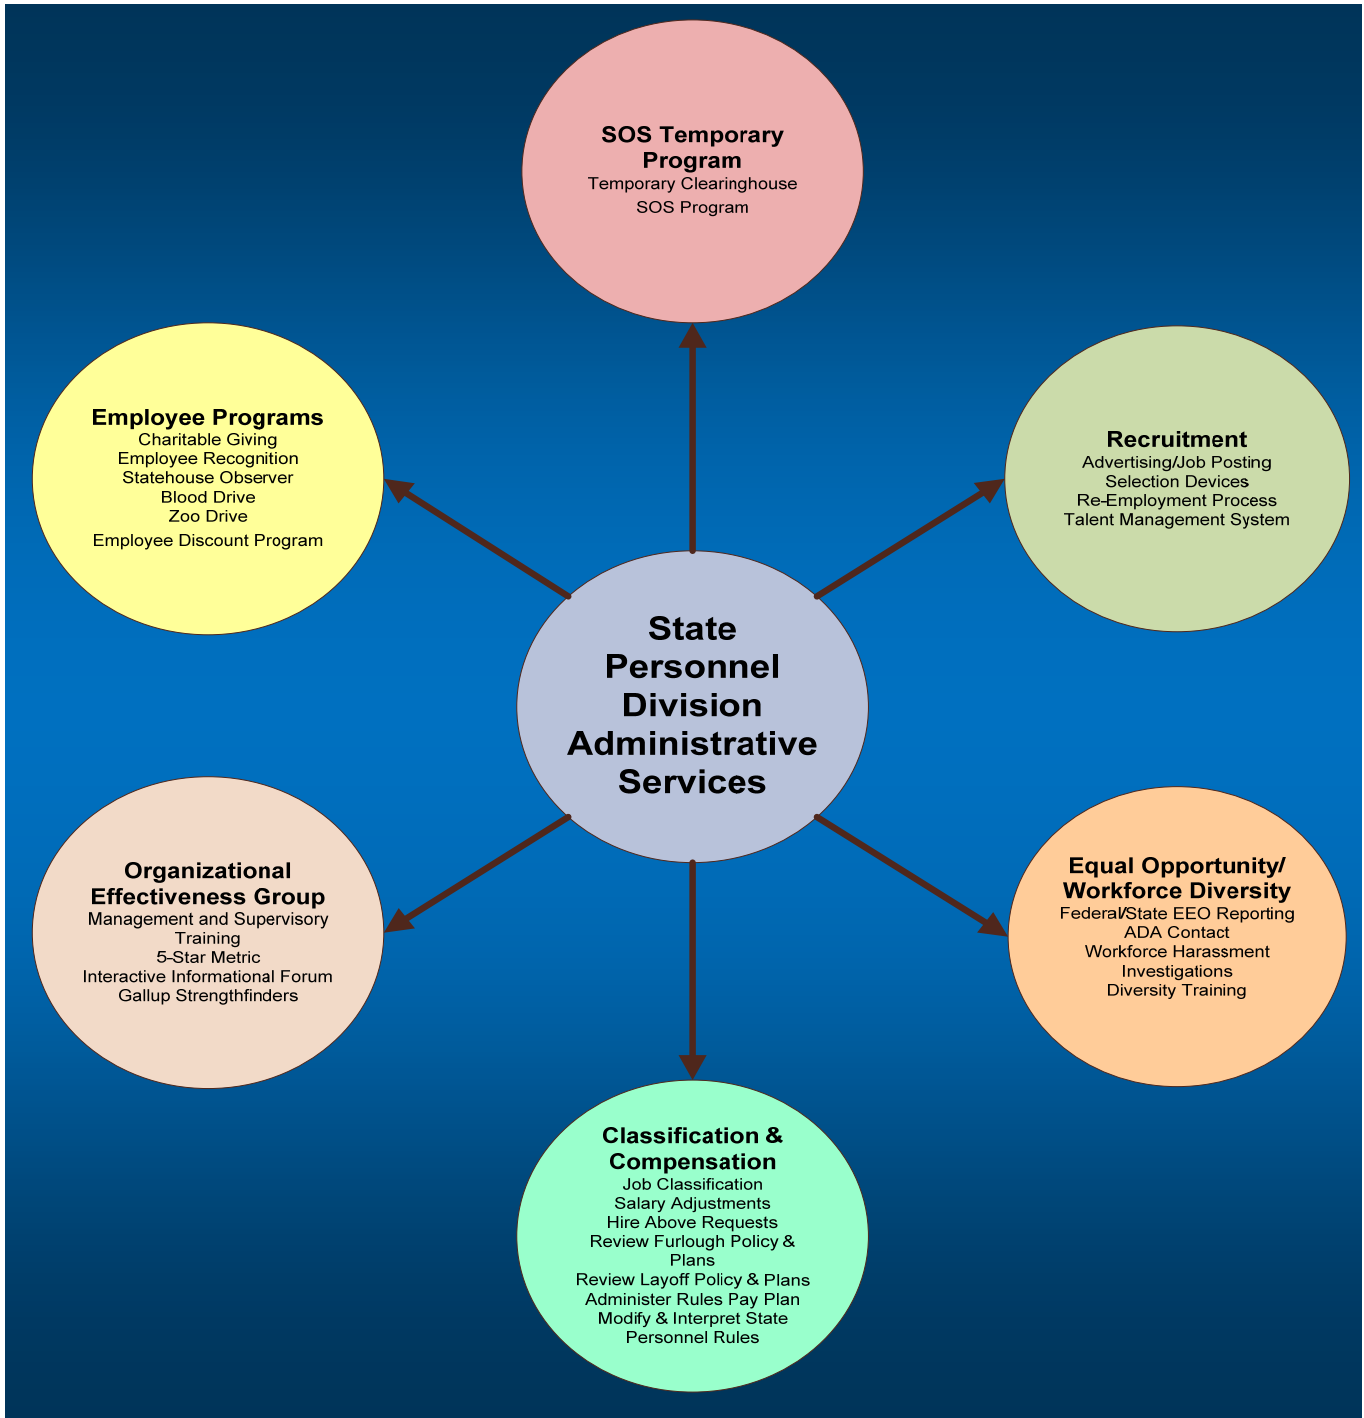 SOS Temporary
Program
Temporary Clearinghouse
SOS Program
Employee Programs
Charitable Giving
Employee Recognition
Statehouse Observer
Blood Drive
Zoo Drive
Employee Discount Program
Recruitment
Advertising/Job Posting
Selection Devices
Re-Employment Process
Talent Management System
State
Personnel
Division
Administrative
Services
Organizational
Effectiveness Group
Management and Supervisory
Training
5-Star Metric
Interactive Informational Forum
Gallup Strengthfinders
Equal Opportunity/
Workforce Diversity
Federal/State EEO Reporting
ADA Contact
Workforce Harassment
Investigations
Diversity Training
Classification &
Compensation
Job Classification
Salary Adjustments
Hire Above Requests
Review Furlough Policy &
Plans
Review Layoff Policy & Plans
Administer Rules Pay Plan
Modify & Interpret State
Personnel Rules